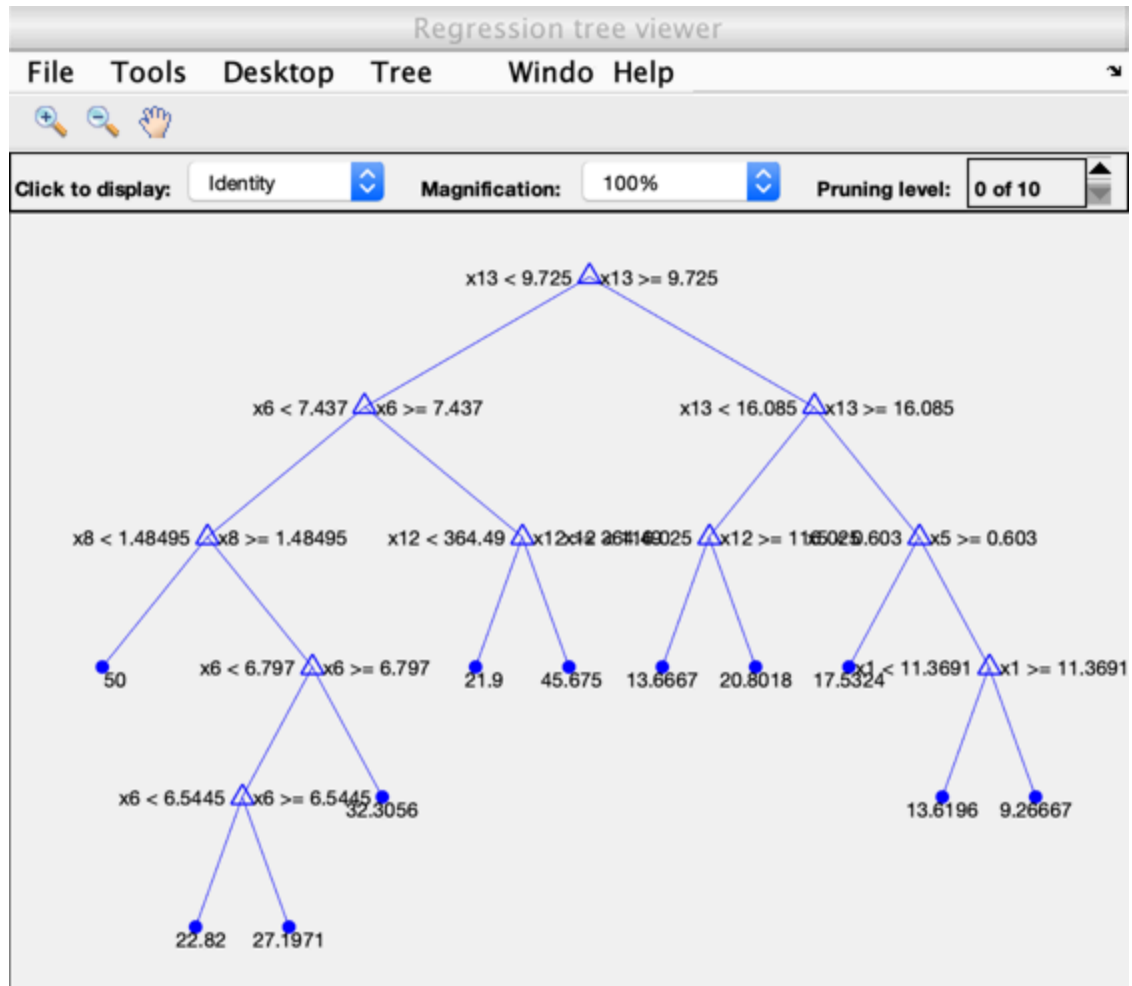 Regression tree viewer
File Tools Desktop Tree Windo Help
Click to display: Identity Magnification: 100% Pruning level: 0 of 10
x13 < 9.725 x13 >= 9.725
x6 < 7.437 x6 >= 7.437 x13 < 16.085 x13 >= 16.085
x8 < 1.48495 x8 >= 1.48495 x12 < 364.49 x12 >= x5 >= 0.603
50 x6 < 6.797 x6 >= 6.797 21.9 45.675 13.6667 20.8018 17.5324 x1 < 11.3691 x1 >= 11.3691
x6 < 6.5445 x6 >= 6.5445 32.3056 13.6196 9.26667
22.82 27.1971